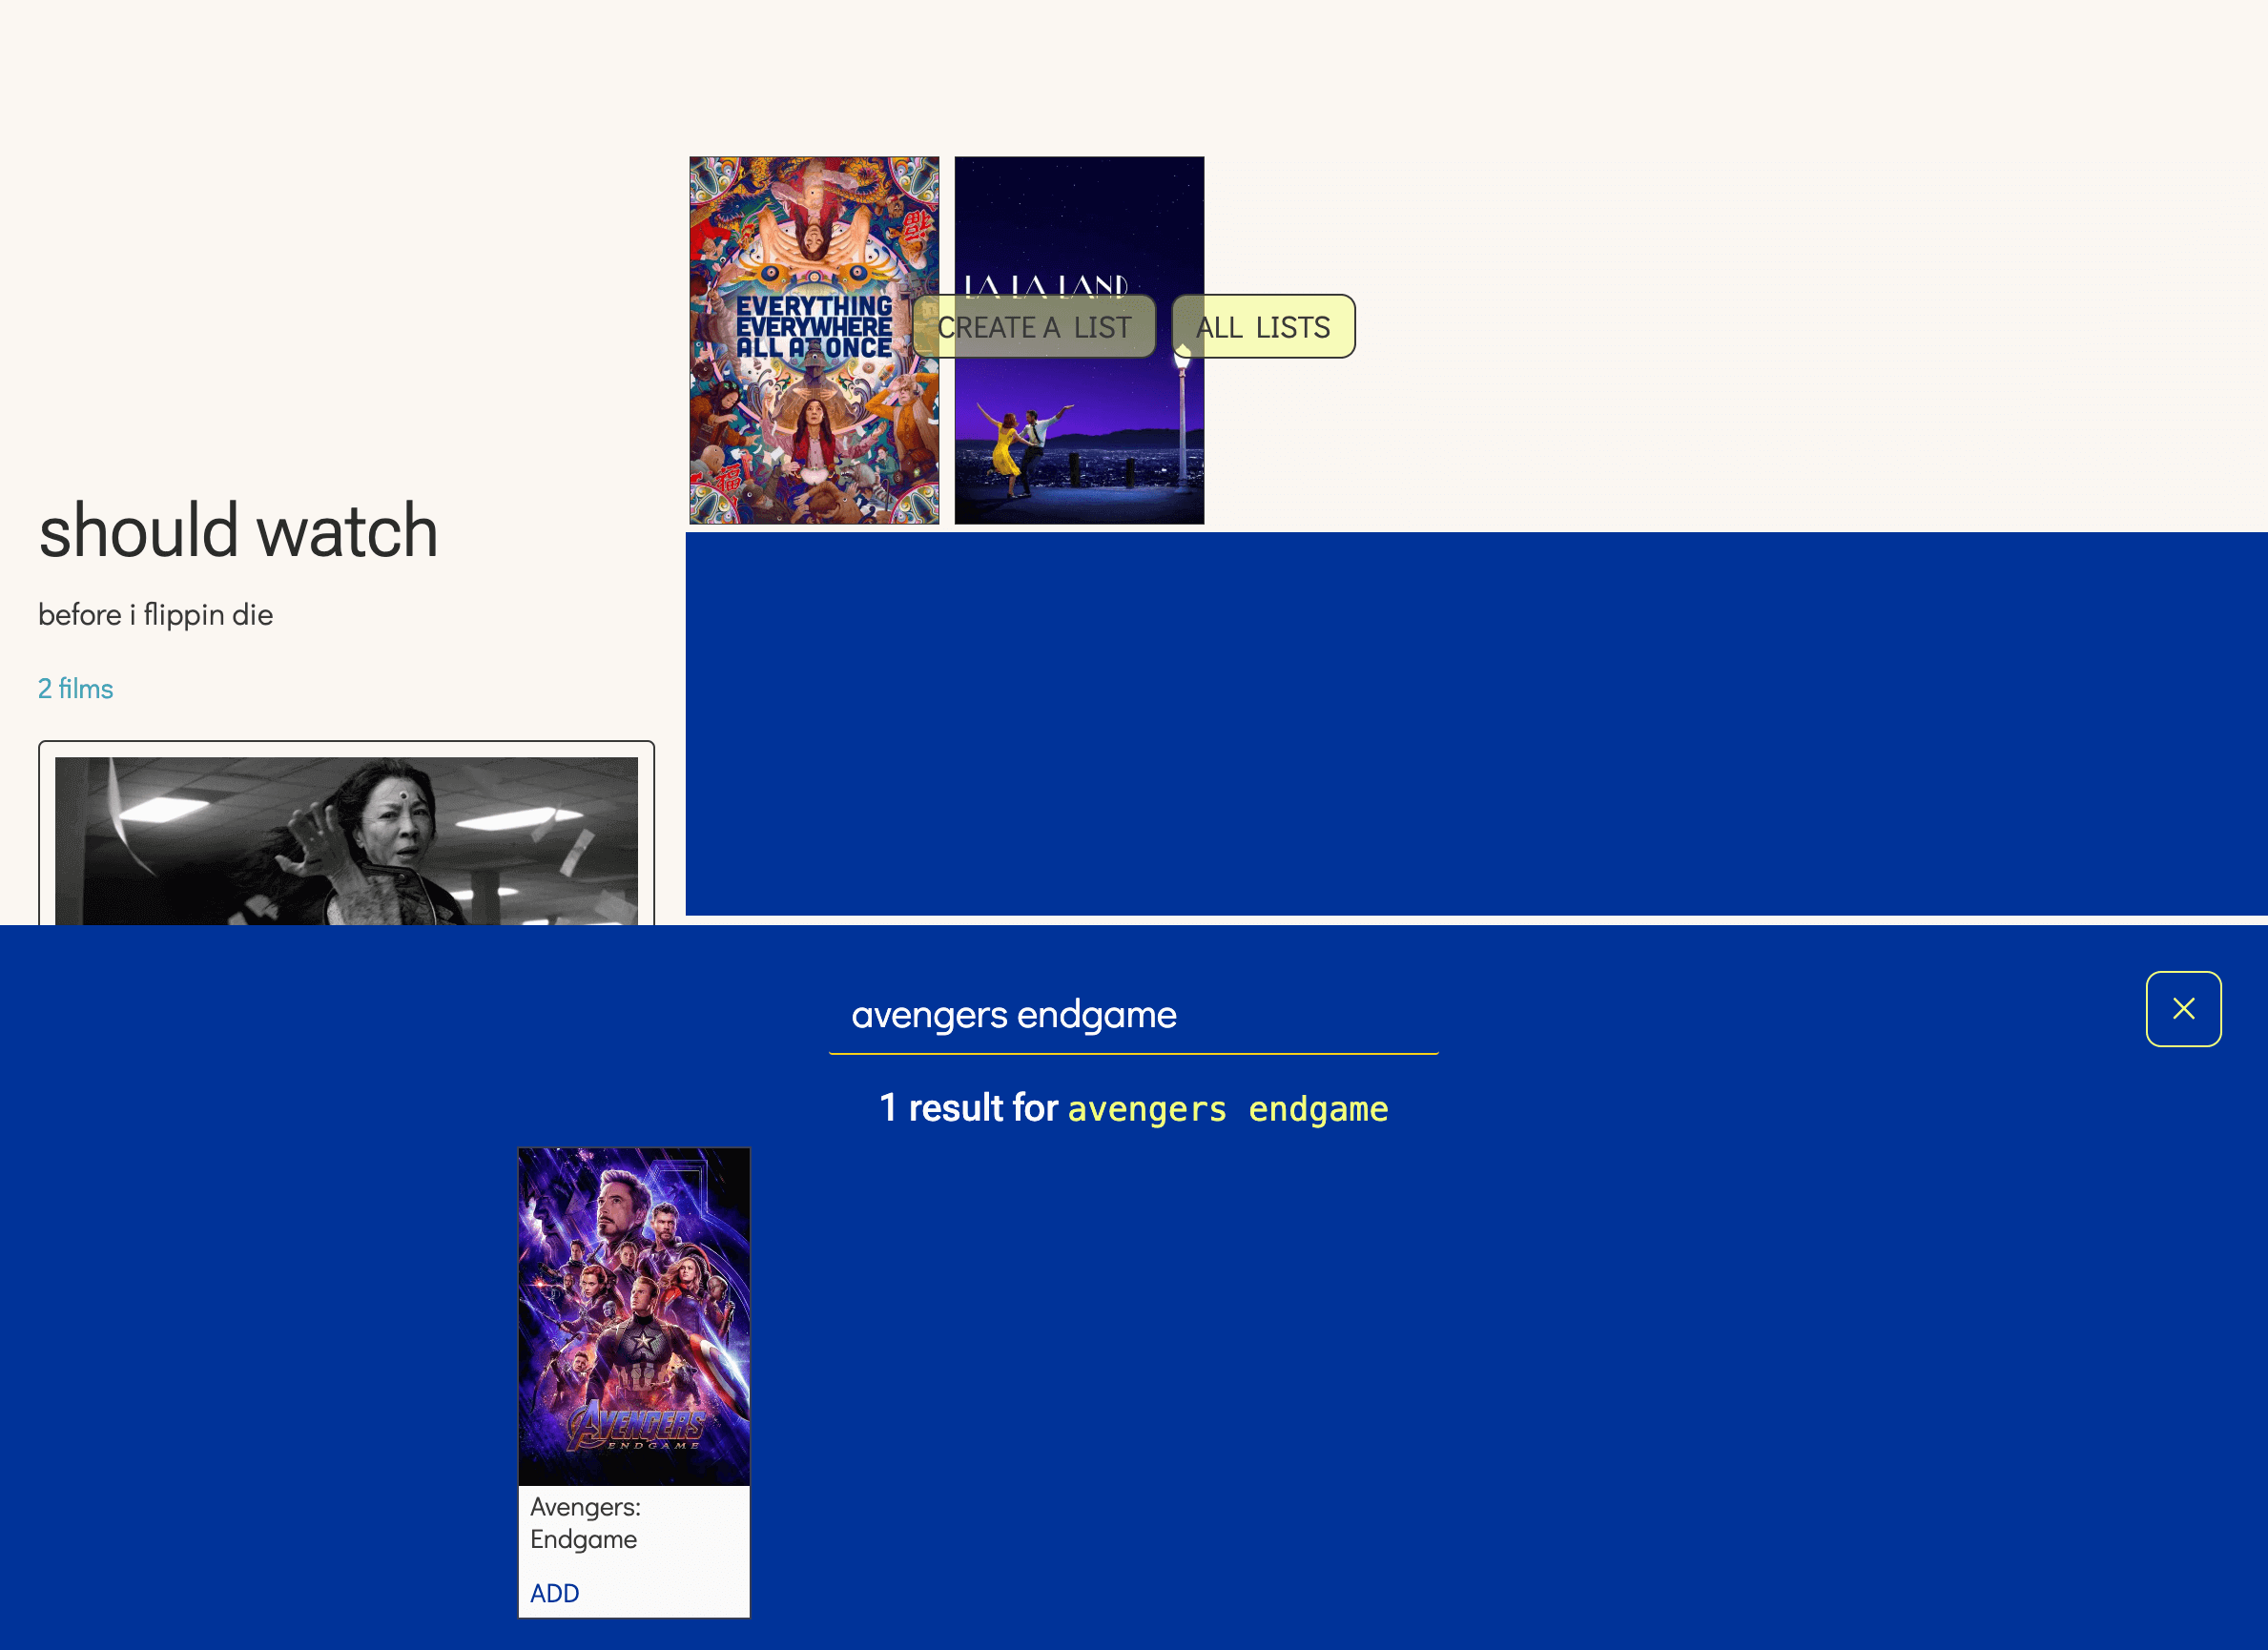 EVERYTHING
EVERYWHERE
ALL AT ONCE
福
LA LA LAND
CREATE A LIST
ALL LISTS
should watch
before i flippin die
2 films
avengers endgame
1 result for avengers endgame
AVENGERS
ENDGAME
Avengers:
Endgame
ADD